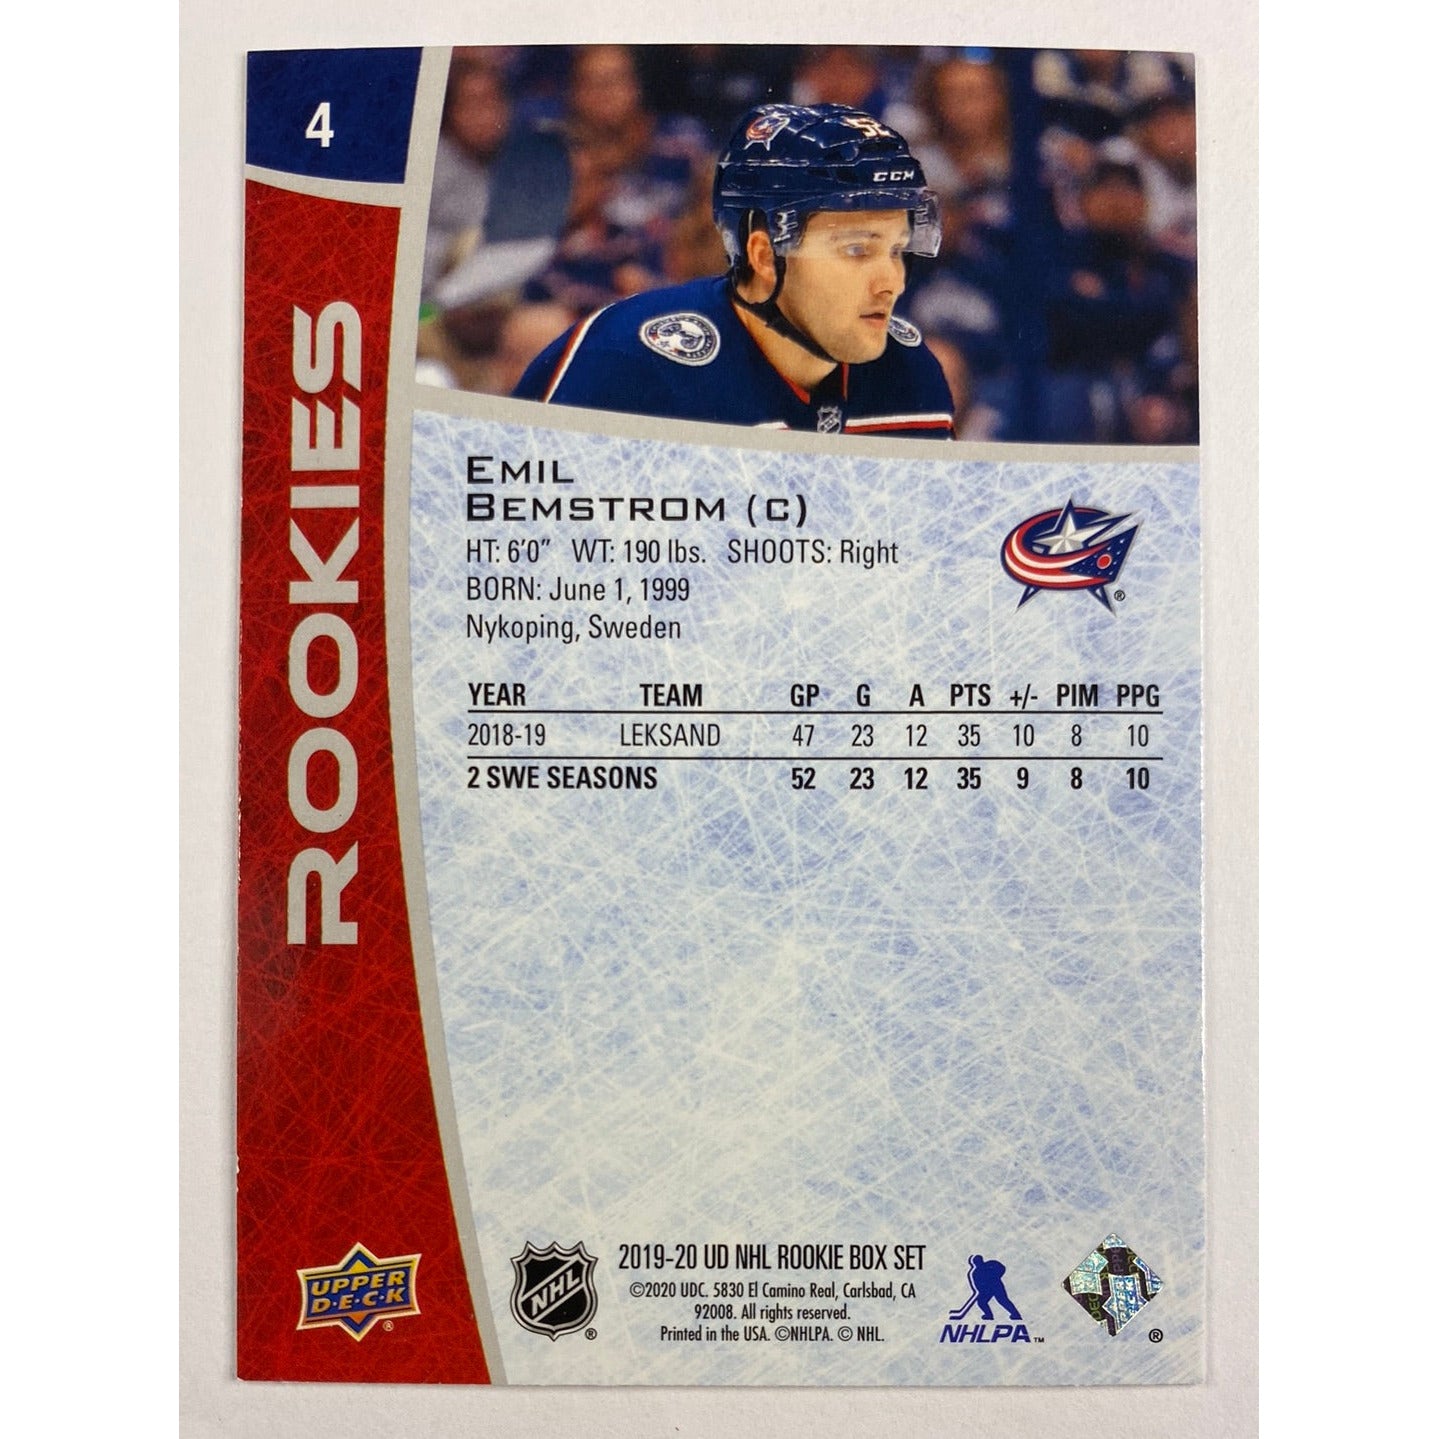 4
52
CCM
ROOKIES
EMIL
BEMSTROM (C)
HT: 6'0" WT: 190 lbs. SHOOTS: Right
BORN: June 1, 1999
Nykoping, Sweden
YEAR TEAM GP G A PTS +/- PIM PPG
2018-19 LEKSAND 47 23 12 35 10 8 10
2 SWE SEASONS 52 23 12 35 9 8 10
UPPER
D•E•C•K
®
NHL
®
2019-20 UD NHL ROOKIE BOX SET
©2020 UDC. 5830 El Camino Real, Carlsbad, CA
92008. All rights reserved.
Printed in the USA. ©NHLPA. © NHL.
NHLPA™
®